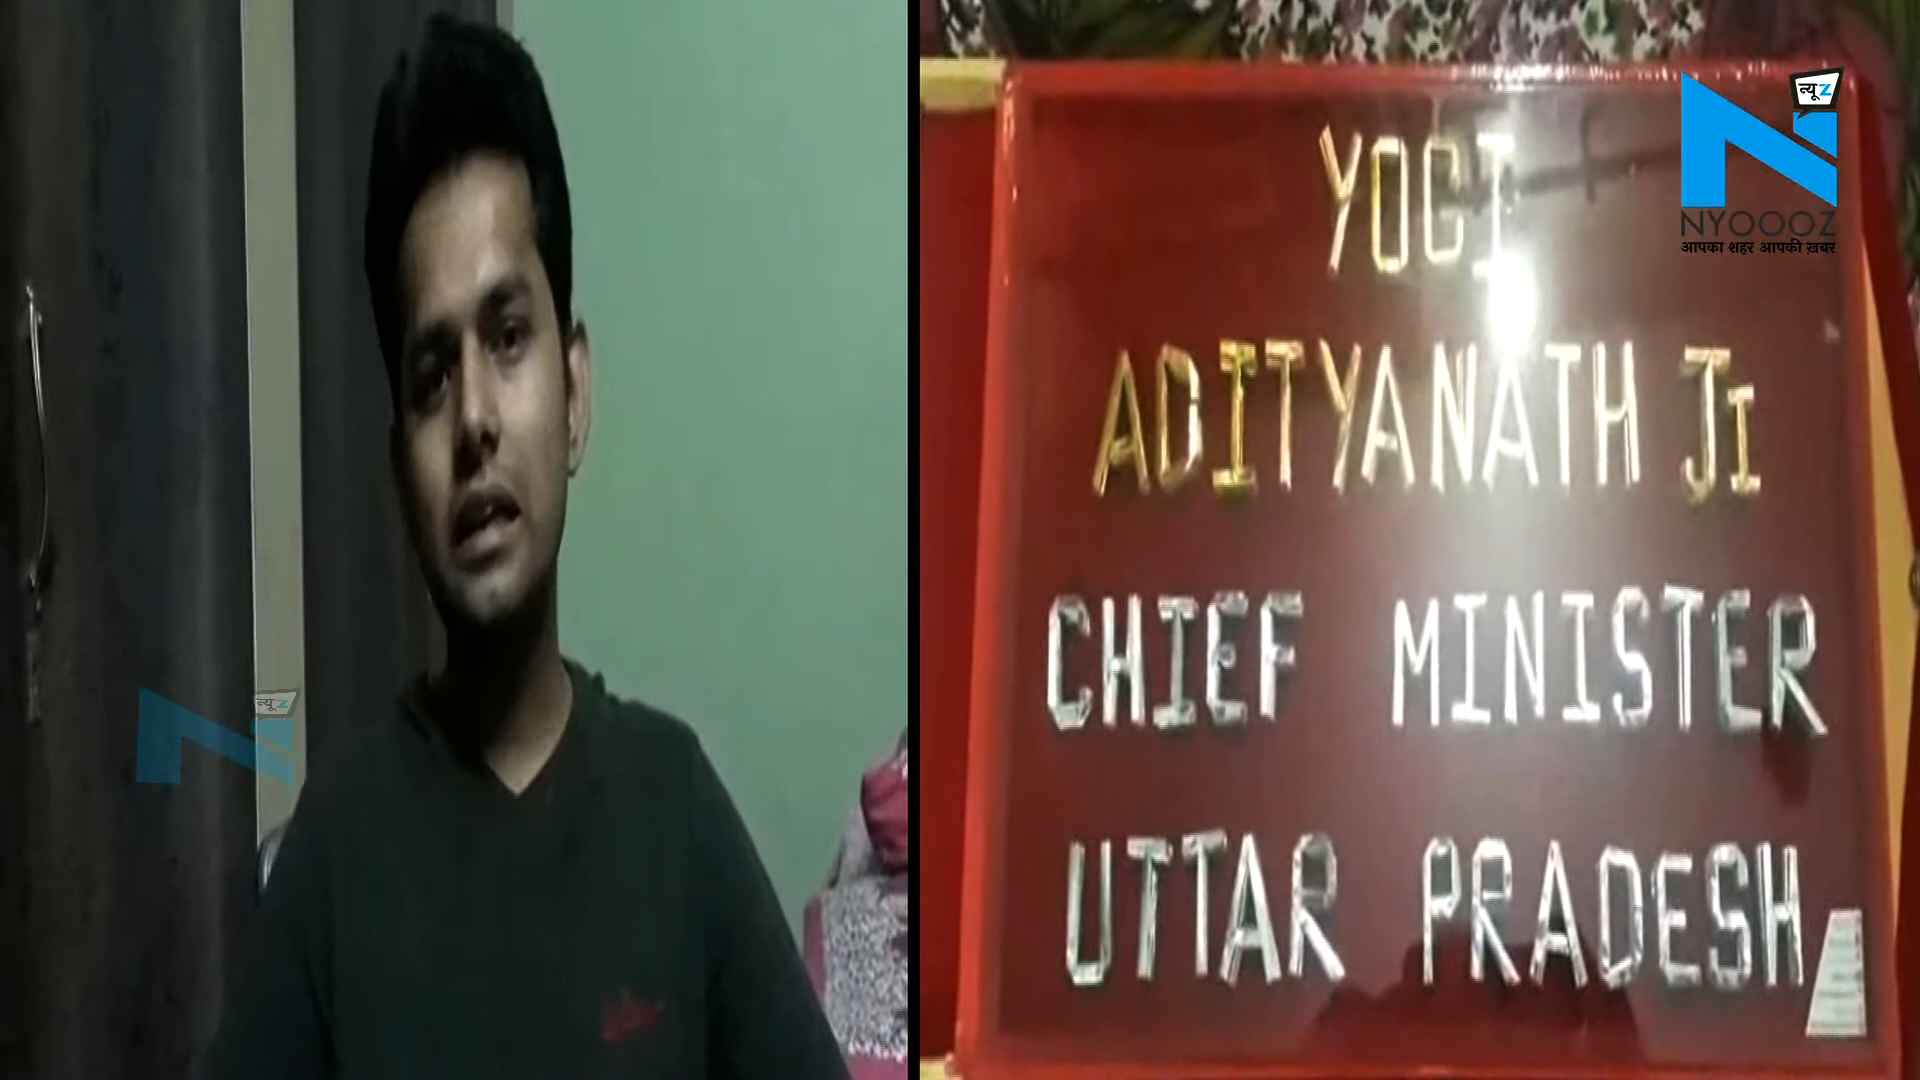 YOGI
ADITYANATH JI
CHIEF MINISTER
UTTAR PRADESH
न्यूz
NYOOOZ
आपका शहर आपकी ख़बर
न्यूz